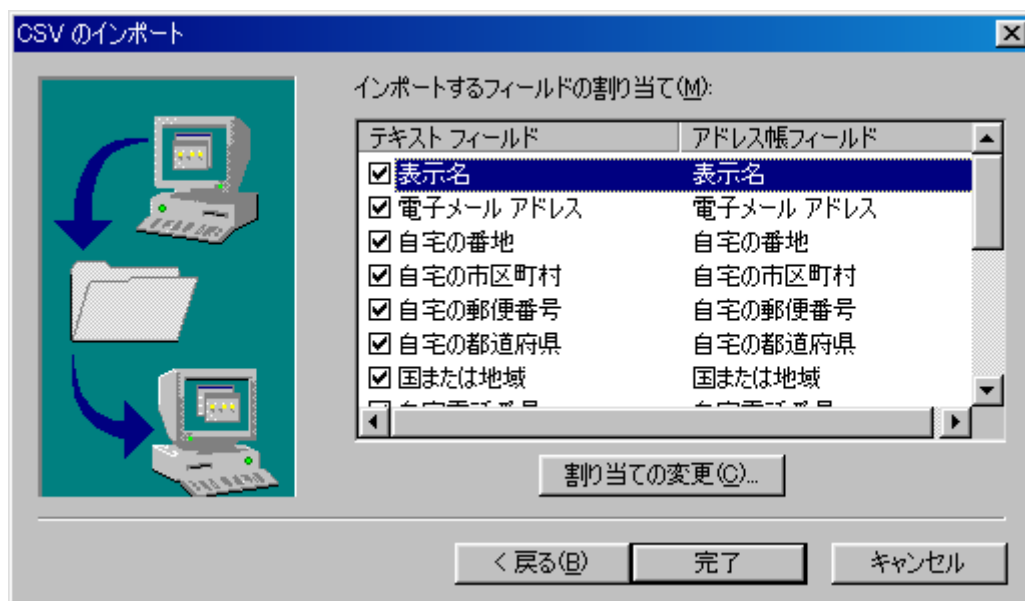 CSV のインポート
インポートするフィールドの割り当て(M):
テキスト フィールド アドレス帳フィールド
表示名 表示名
電子メール アドレス 電子メール アドレス
自宅の番地 自宅の番地
自宅の市区町村 自宅の市区町村
自宅の郵便番号 自宅の郵便番号
自宅の都道府県 自宅の都道府県
国または地域 国または地域
割り当ての変更(C)...
< 戻る(B) 完了 キャンセル